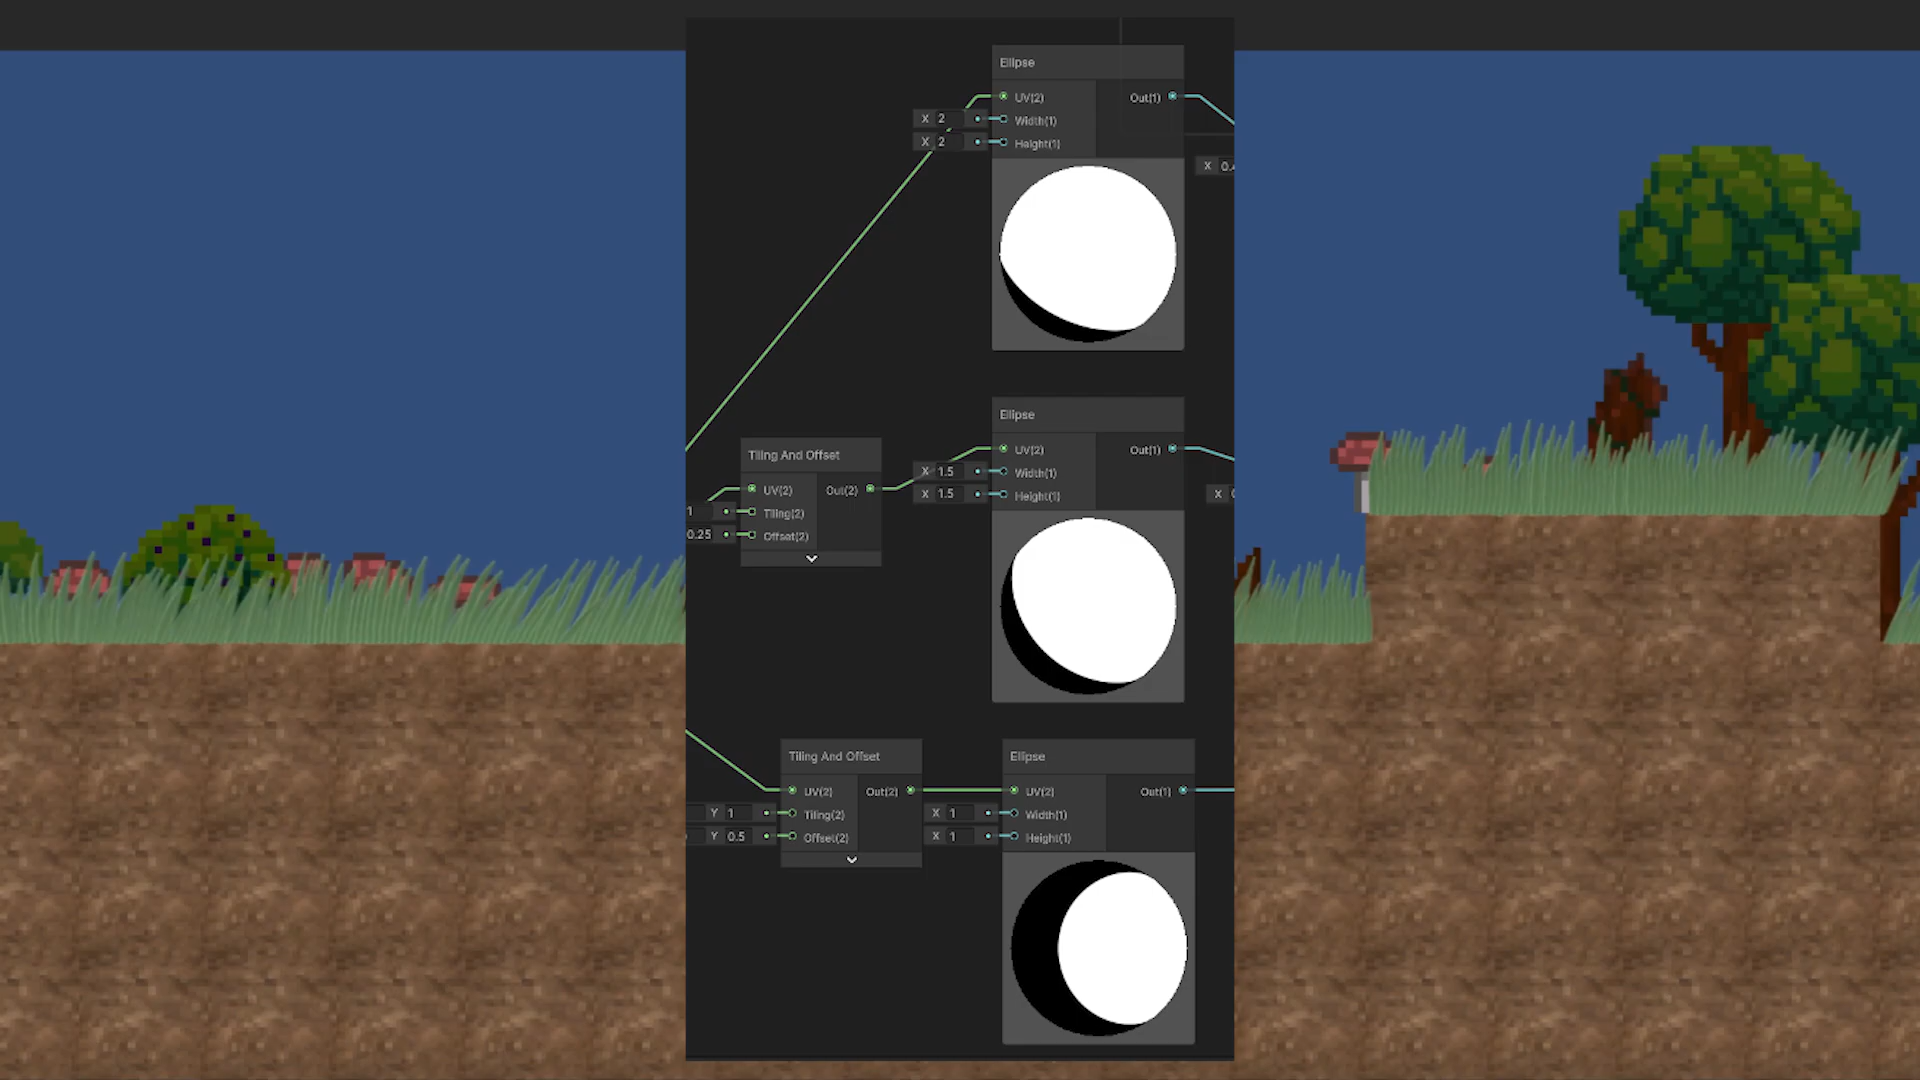 Ellipse
UV(2) Out(1)
X 2 Width(1)
X 2 Height(1)
X 0.
Ellipse
Tiling And Offset
UV(2) Out(1)
X 1.5 Width(1)
X 1.5 Height(1)
X
UV(2) Out(2)
1 Tiling(2)
0.25 Offset(2)
Tiling And Offset
Ellipse
UV(2) Out(2)
Y 1 Tiling(2)
Y 0.5 Offset(2)
UV(2) Out(1)
X 1 Width(1)
X 1 Height(1)